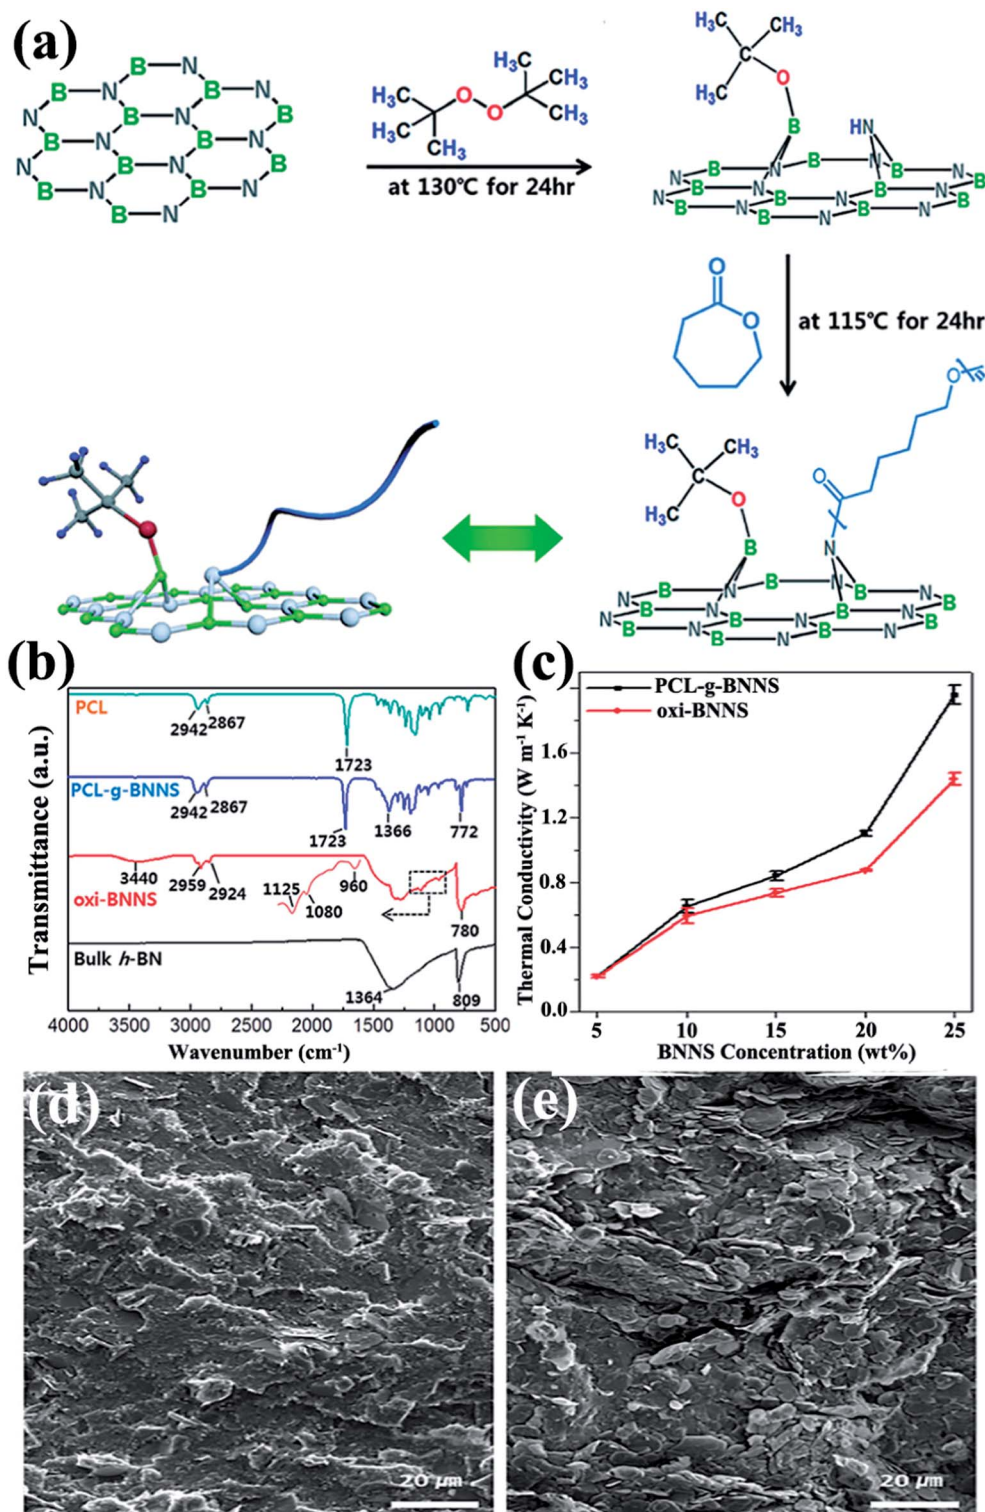 (a)
B N
B N B N
N B N B
B N B N
N B N B
B N B N
B N
H₃C
CH₃
H₃C
O
CH₃
H₃C
O
CH₃
CH₃
at 130℃ for 24hr
CH₃
H₃C
C
H₃C
O
B
HN
B B B
N N N B
N B B N B
B N B N B
B N N
O
O
at 115℃ for 24hr
O
n
H₃C
CH₃
C
H₃C
O
O
B
N
B B B
N N N B
N B B N B
B N B N B
B N N
(b)
PCL
2942 2867
1723
PCL-g-BNNS
2942 2867
1723 1366 772
3440
2959 2924
1125
1080
960
oxi-BNNS
780
Bulk h-BN
1364
809
Transmittance (a.u.)
4000 3500 3000 2500 2000 1500 1000 500
Wavenumber (cm⁻¹)
(c)
PCL-g-BNNS
oxi-BNNS
Thermal Conductivity (W m⁻¹ K⁻¹)
1.6
1.2
0.8
0.4
0.0
5 10 15 20 25
BNNS Concentration (wt%)
(d)
20 μm
(e)
20 μm